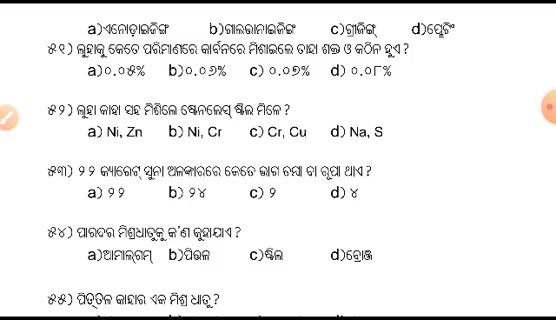 a)ଏନୋଡ଼ାଇଜିଙ୍ଗ b)ଗାଲଭାନାଇଜିଙ୍ଗ c)ଗ୍ରୀଜିଙ୍ଗ୍ d)ପ୍ଲେଟିଂ
୫୧) ଲୁହାକୁ କେତେ ପରିମାଣରେ କାର୍ବନରେ ମିଶାଇଲେ ତାହା ଶକ୍ତ ଓ କଠିନ ହୁଏ ?
a)୦.୦୫% b)୦.୦୬% c) ୦.୦୭% d) ୦.୦୮%
୫୨) ଲୁହା କାହା ସହ ମିଶିଲେ ଷ୍ଟେନଲେସ୍ ଷ୍ଟିଲ ମିଳେ ?
a) Ni, Zn b) Ni, Cr c) Cr, Cu d) Na, S
୫୩) ୨୨ କ୍ୟାରେଟ୍ ସୁନା ଅଳଙ୍କାରରେ କେତେ ଭାଗ ତମ୍ବା ବା ରୂପା ଥାଏ ?
a) ୨୨ b) ୨୪ c) ୨ d) ୪
୫୪) ପାରଦର ମିଶ୍ରଧାତୁକୁ କ'ଣ କୁହାଯାଏ ?
a)ଆମାଲ୍‌ଗମ୍ b)ପିତ୍ତଳ c)ଷ୍ଟିଲ d)ବ୍ରୋଞ୍ଜ
୫୫) ପିତ୍ତଳ କାହାର ଏକ ମିଶ୍ର ଧାତୁ ?